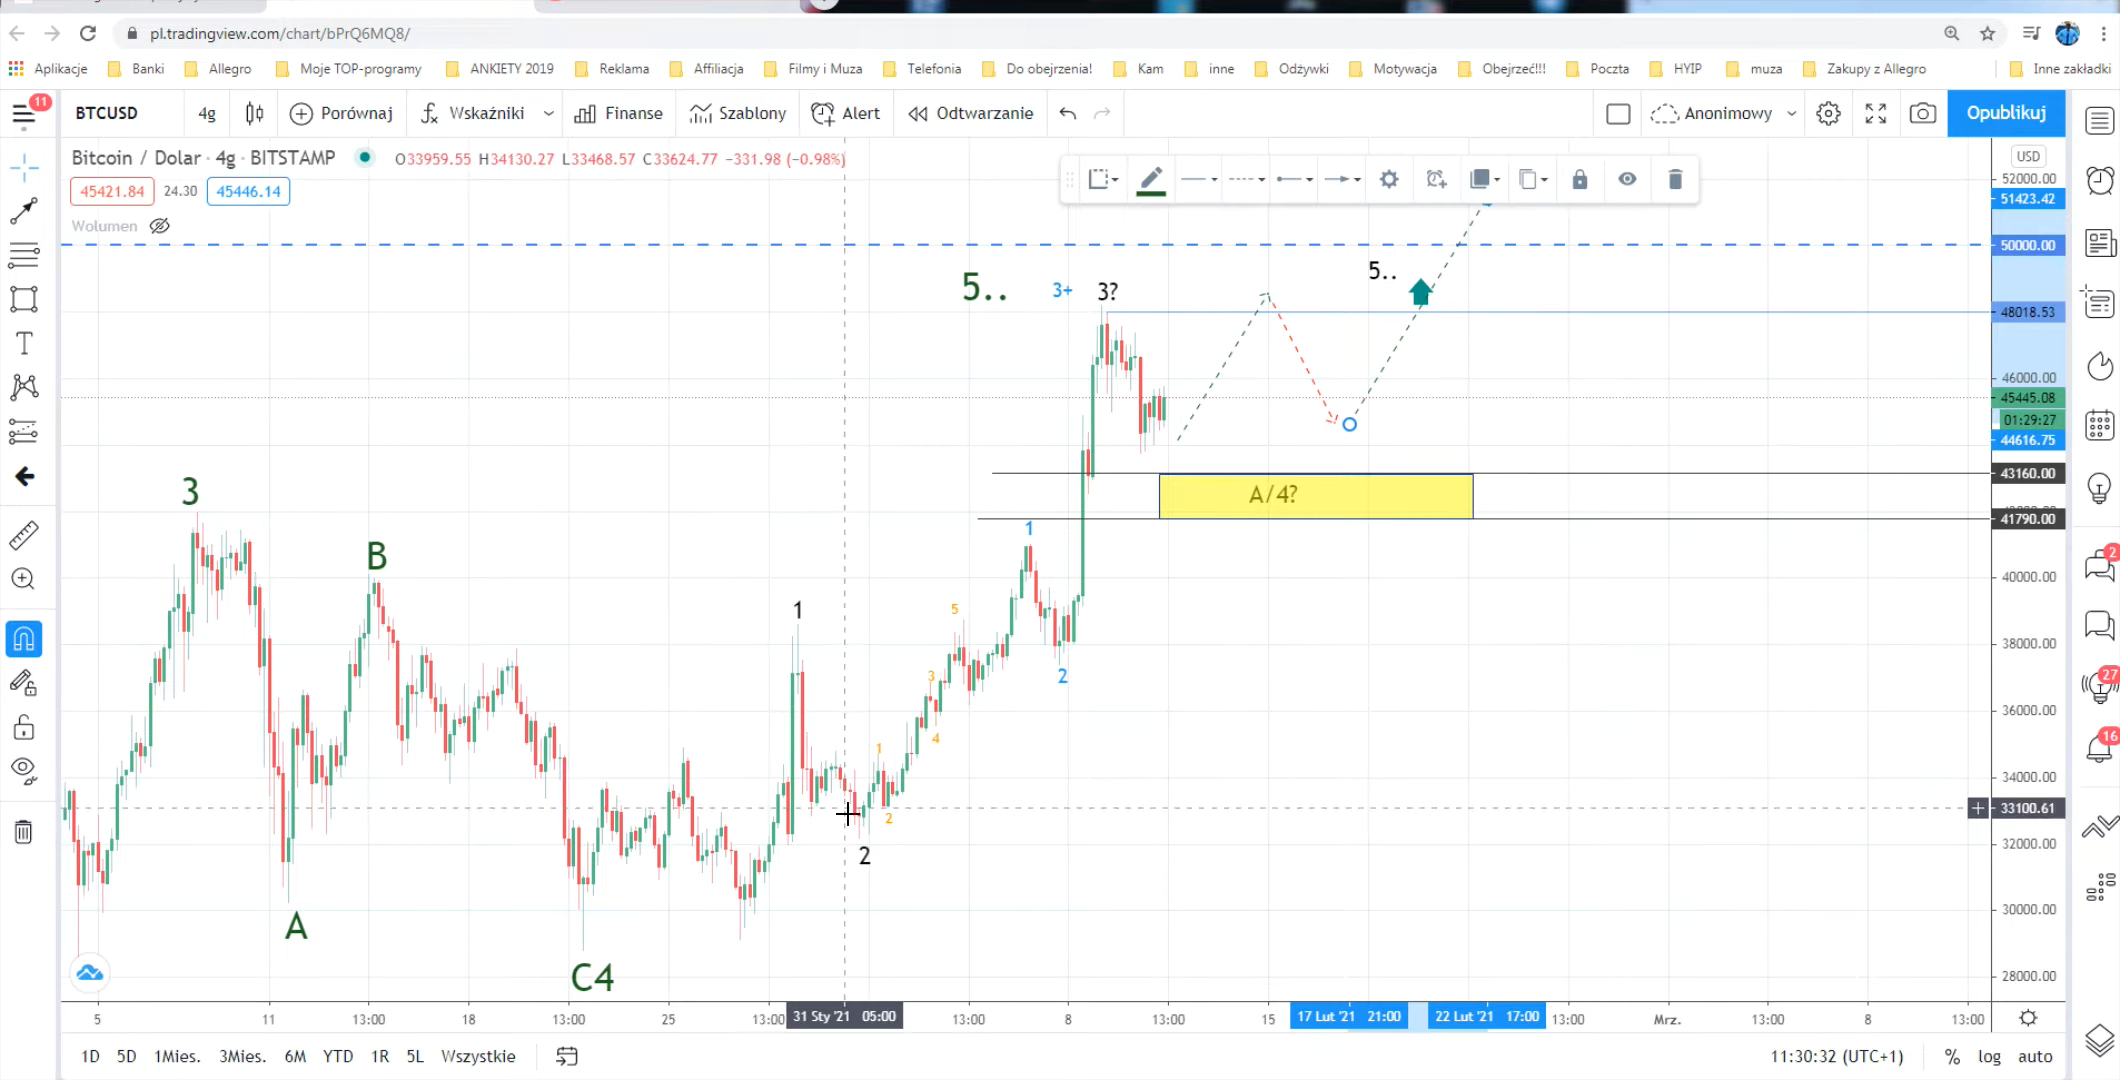 pl.tradingview.com/chart/bPrQ6MQ8/
Aplikacje Banki Allegro Moje TOP-programy ANKIETY 2019 Reklama Affiliacja Filmy i Muza Telefonia Do obejrzenia! Kam inne Odżywki Motywacja Obejrzeć!!! Poczta HYIP muza Zakupy z Allegro Inne zakładki
11 BTCUSD 4g Porównaj Wskaźniki Finanse Szablony Alert Odtwarzanie Anonimowy Opublikuj
Bitcoin / Dolar · 4g · BITSTAMP O33959.55 H34130.27 L33468.57 C33624.77 −331.98 (−0.98%)
USD
52000.00
45421.84 24.30 45446.14
51423.42
Wolumen
50000.00
5..
5.. 3+ 3?
48018.53
46000.00
45445.08
01:29:27
44616.75
43160.00
A/4?
3
41790.00
1
B
2
40000.00
1 5
38000.00
3 2
27
36000.00
1 4
16
34000.00
33100.61
2
2
32000.00
30000.00
A
C4
28000.00
5 11 13:00 18 13:00 25 13:00 31 Sty '21 05:00 13:00 8 13:00 15 17 Lut '21 21:00 22 Lut '21 17:00 13:00 Mrz. 13:00 8 13:00
1D 5D 1Mies. 3Mies. 6M YTD 1R 5L Wszystkie 11:30:32 (UTC+1) % log auto